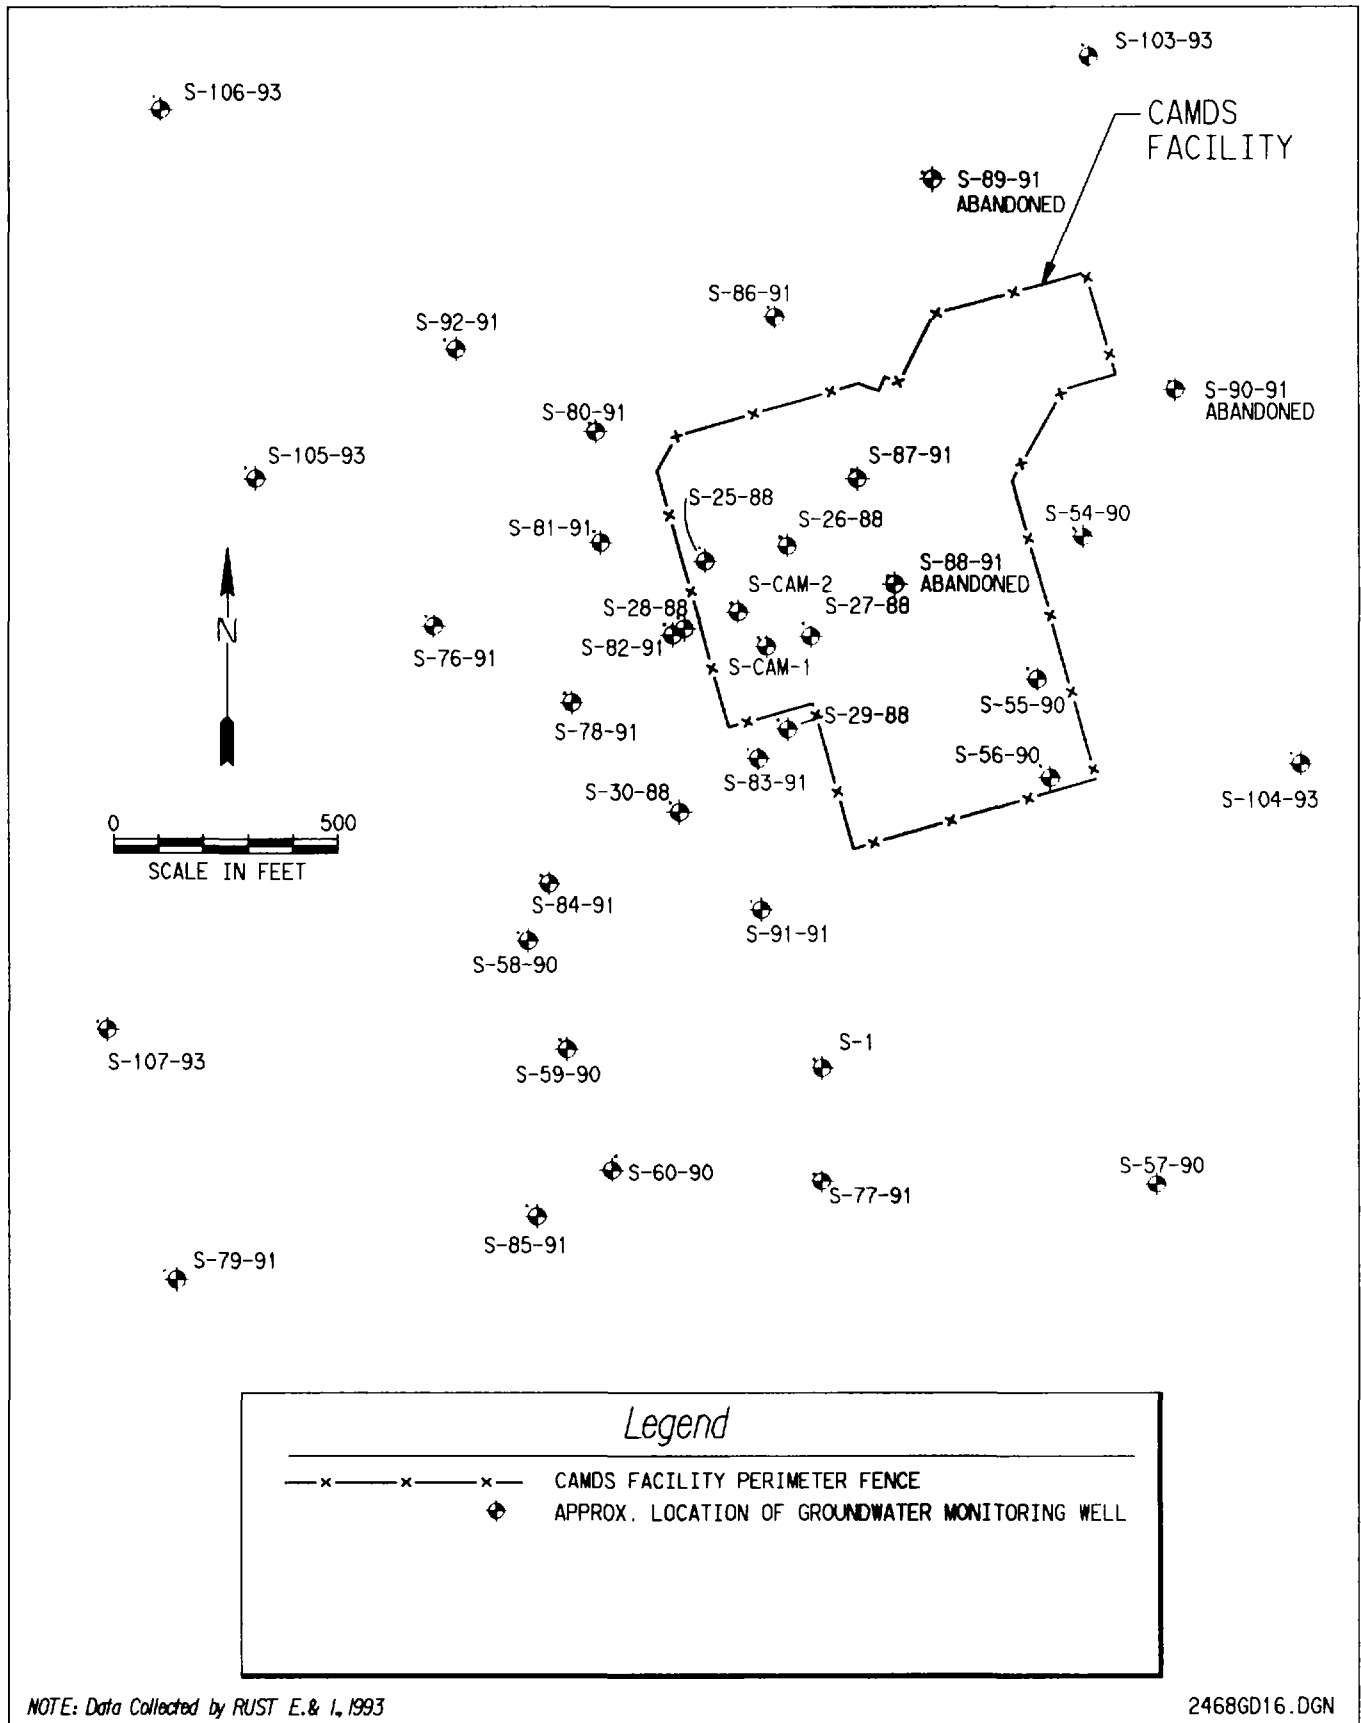 S-103-93
S-106-93
CAMDS
FACILITY
S-89-91
ABANDONED
S-86-91
S-92-91
S-90-91
ABANDONED
S-80-91
S-105-93
S-87-91
S-25-88
S-26-88
S-54-90
S-81-91
S-88-91
ABANDONED
S-CAM-2
S-28-88
S-27-88
S-82-91
S-76-91
S-CAM-1
N
S-55-90
S-29-88
S-78-91
S-56-90
S-83-91
S-30-88
S-104-93
0 500
SCALE IN FEET
S-84-91
S-91-91
S-58-90
S-1
S-107-93
S-59-90
S-57-90
S-60-90
S-77-91
S-85-91
S-79-91
Legend
CAMDS FACILITY PERIMETER FENCE
APPROX. LOCATION OF GROUNDWATER MONITORING WELL
NOTE: Data Collected by RUST E.& I., 1993
2468GD16.DGN